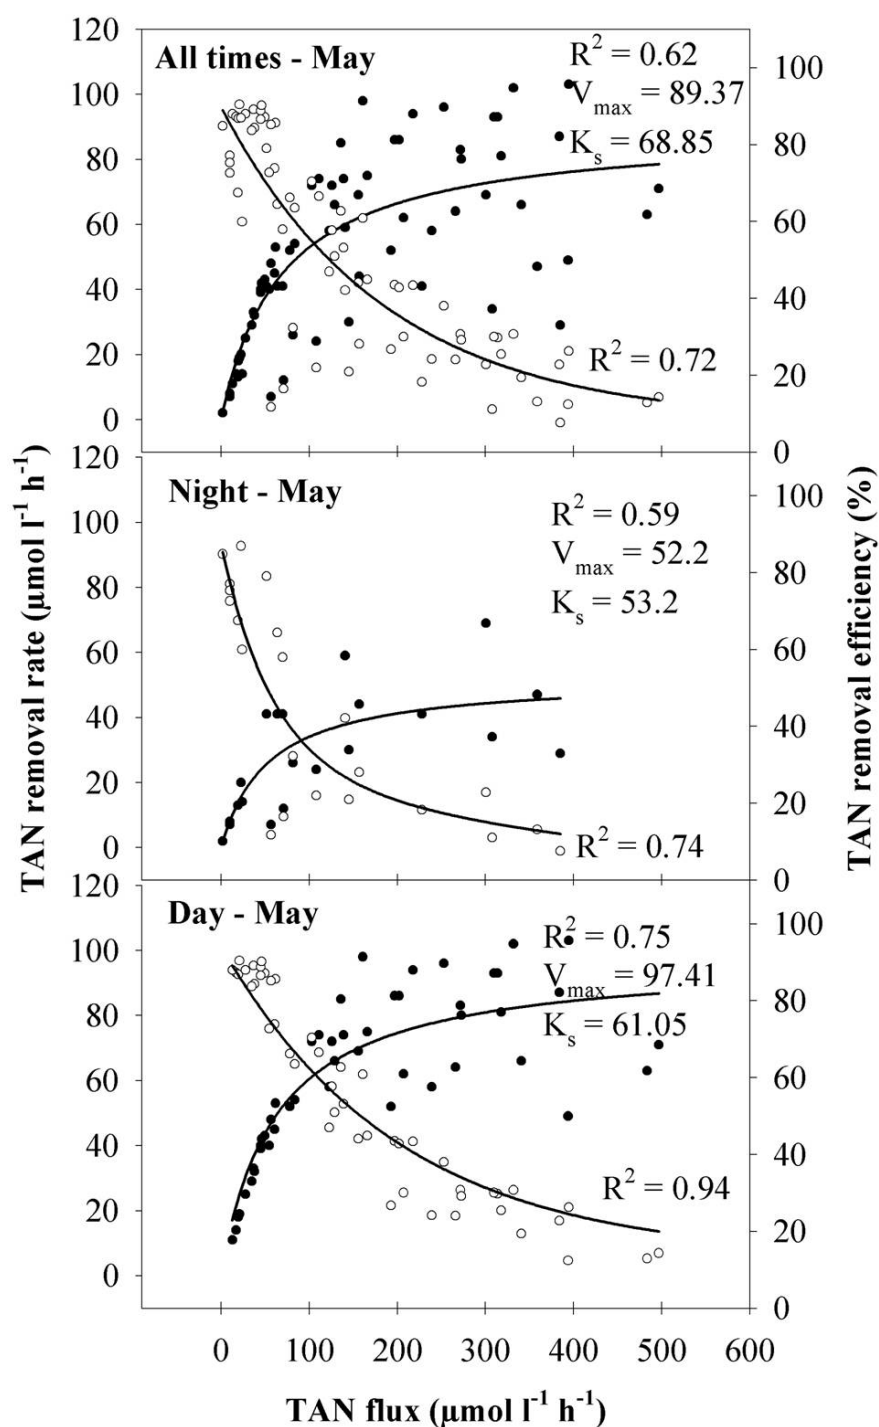 120
100
80
60
40
20
0
All times - May
R² = 0.62
Vmax = 89.37
Ks = 68.85
R² = 0.72
100
80
60
40
20
0
120
100
80
60
40
20
0
Night - May
R² = 0.59
Vmax = 52.2
Ks = 53.2
R² = 0.74
100
80
60
40
20
0
120
100
80
60
40
20
0
Day - May
R² = 0.75
Vmax = 97.41
Ks = 61.05
R² = 0.94
100
80
60
40
20
0
TAN removal rate (µmol l⁻¹ h⁻¹)
TAN removal efficiency (%)
0 100 200 300 400 500 600
TAN flux (µmol l⁻¹ h⁻¹)